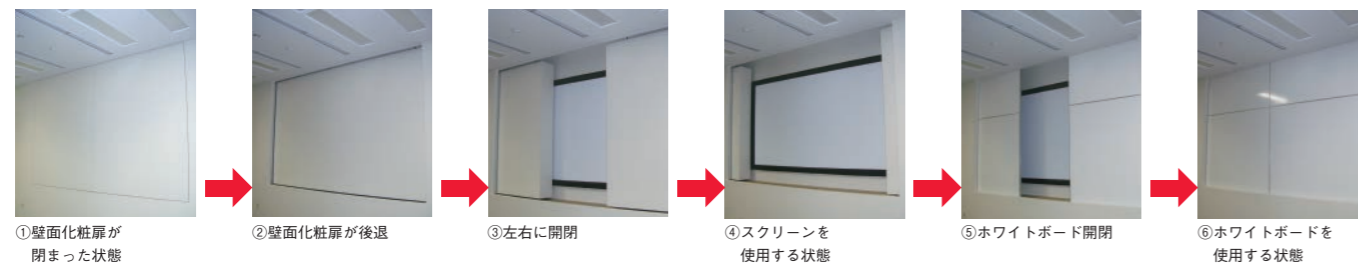 ①壁面化粧扉が
閉まった状態
②壁面化粧扉が後退
③左右に開閉
④スクリーンを
使用する状態
⑤ホワイトボード開閉
⑥ホワイトボードを
使用する状態